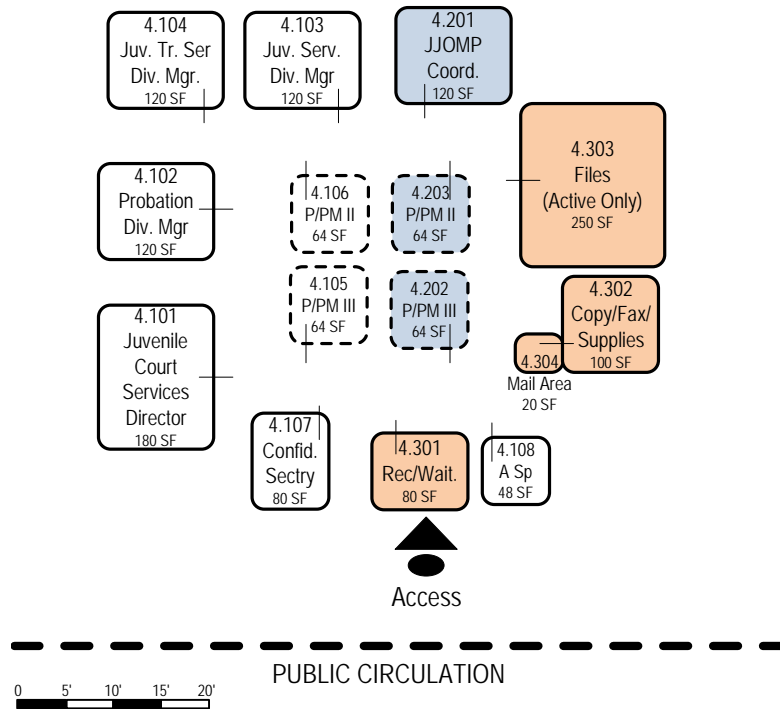 4.104
Juv. Tr. Ser
Div. Mgr.
120 SF
4.103
Juv. Serv.
Div. Mgr
120 SF
4.201
JJOMP
Coord.
120 SF
4.303
Files
(Active Only)
250 SF
4.102
Probation
Div. Mgr
120 SF
4.106
P/PM II
64 SF
4.203
P/PM II
64 SF
4.105
P/PM III
64 SF
4.202
P/PM III
64 SF
4.302
Copy/Fax/
Supplies
100 SF
4.304
Mail Area
20 SF
4.101
Juvenile
Court
Services
Director
180 SF
4.107
Confid.
Sectry
80 SF
4.301
Rec/Wait.
80 SF
4.108
A Sp
48 SF
Access
PUBLIC CIRCULATION
0 5' 10' 15' 20'